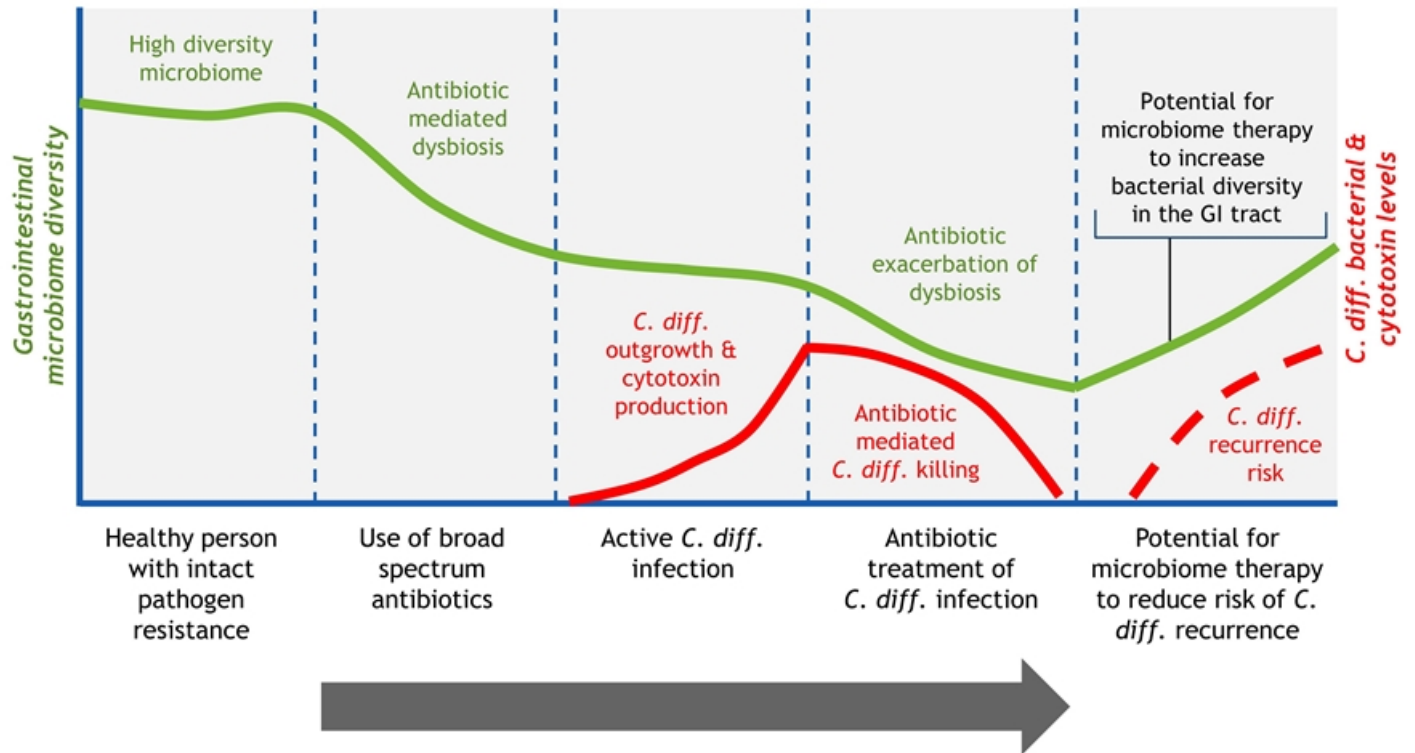 High diversity
microbiome
Antibiotic
mediated
dysbiosis
Potential for
microbiome therapy
to increase
bacterial diversity
in the GI tract
Gastrointestinal
microbiome diversity
C. diff. bacterial &
cytotoxin levels
Antibiotic
exacerbation of
dysbiosis
C. diff.
outgrowth &
cytotoxin
production
Antibiotic
mediated
C. diff. killing
C. diff.
recurrence
risk
Healthy person
with intact
pathogen
resistance
Use of broad
spectrum
antibiotics
Active C. diff.
infection
Antibiotic
treatment of
C. diff. infection
Potential for
microbiome therapy
to reduce risk of C.
diff. recurrence